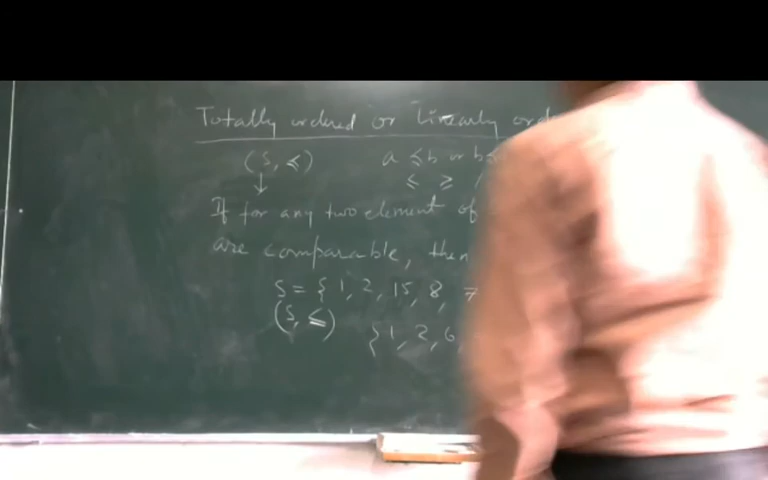 Totally ordered or Linearly
(S, ≼) a ≼ b or b ≼
≤ ≥
If for any two element of
are comparable, then
S = { 1, 2, 15, 8, 7
(S, ≤) { 1, 2, 6,